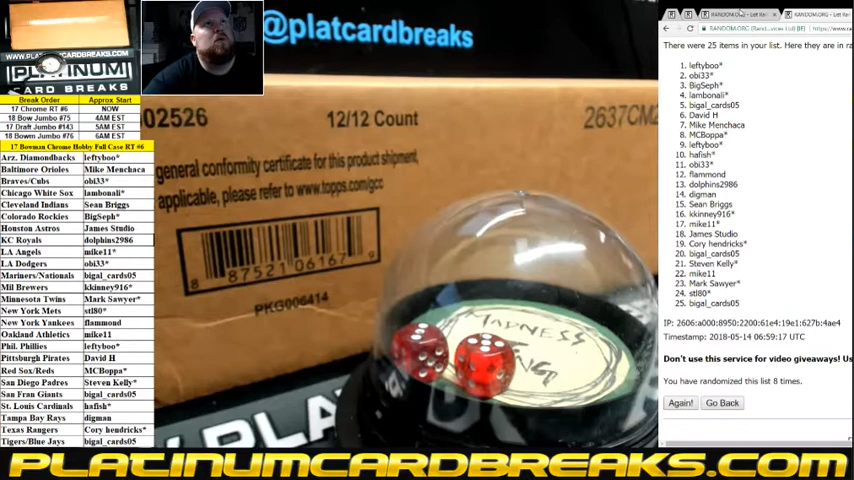 @platcardbreaks
WWW.PLATINUMCARDBREAKS.COM
PLATINUM
CARD BREAKS
Break Order Approx Start
17 Chrome RT #6 NOW
18 Bow Jumbo #75 4AM EST
17 Draft Jumbo #143 5AM EST
18 Bowm Jumbo #76 6AM EST
17 Bowman Chrome Hobby Full Case RT #6
Arz. Diamondbacks leftyboo*
Baltimore Orioles Mike Menchaca
Braves/Cubs obi33*
Chicago White Sox lambonali*
Cleveland Indians Sean Briggs
Colorado Rockies BigSeph*
Houston Astros James Studio
KC Royals dolphins2986
LA Angels mike11*
LA Dodgers obi33*
Mariners/Nationals bigal_cards05
Mil Brewers kkinney916*
Minnesota Twins Mark Sawyer*
New York Mets stl80*
New York Yankees flammond
Oakland Athletics mike11
Phil. Phillies leftyboo*
Pittsburgh Pirates David H
Red Sox/Reds MCBoppa*
San Diego Padres Steven Kelly*
San Fran Giants bigal_cards05
St. Louis Cardinals hafish*
Tampa Bay Rays digman
Texas Rangers Cory hendricks*
Tigers/Blue Jays bigal_cards05
02526 12/12 Count 2637CM2
general conformity certificate for this product shipment,
applicable, please refer to www.topps.com/gcc
8 87521 06167 9
PKG006414
MADNESS
There were 25 items in your list. Here they are in ra
1. leftyboo*
2. obi33*
3. BigSeph*
4. lambonali*
5. bigal_cards05
6. David H
7. Mike Menchaca
8. MCBoppa*
9. leftyboo*
10. hafish*
11. obi33*
12. flammond
13. dolphins2986
14. digman
15. Sean Briggs
16. kkinney916*
17. mike11*
18. James Studio
19. Cory hendricks*
20. bigal_cards05
21. Steven Kelly*
22. mike11
23. Mark Sawyer*
24. stl80*
25. bigal_cards05
IP: 2606:a000:8950:2200:61e4:19e1:627b:4ae4
Timestamp: 2018-05-14 06:59:17 UTC
Don't use this service for video giveaways! Us
You have randomized this list 8 times.
Again! Go Back
PLATINUMCARDBREAKS.COM